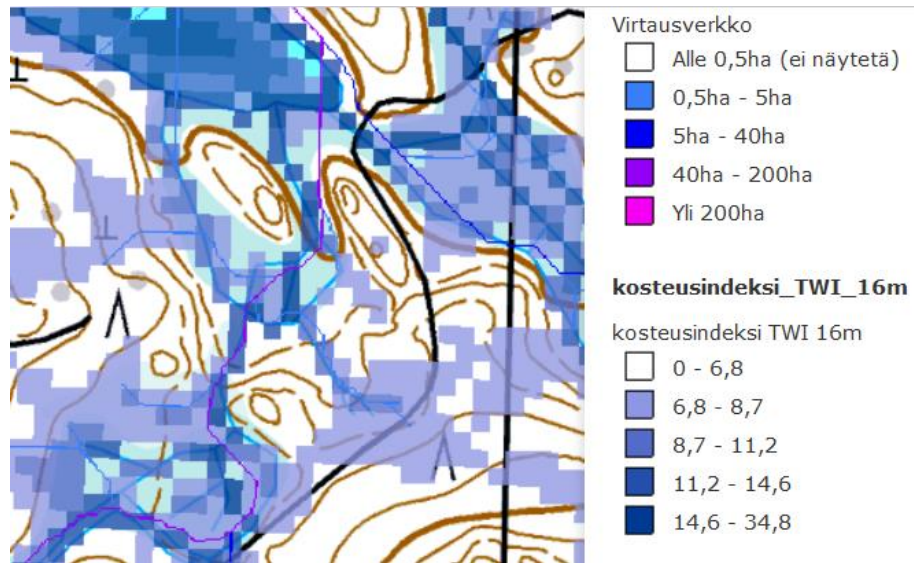 Virtausverkko
Alle 0,5ha (ei näytetä)
0,5ha - 5ha
5ha - 40ha
40ha - 200ha
Yli 200ha
kosteusindeksi_TWI_16m
kosteusindeksi TWI 16m
0 - 6,8
6,8 - 8,7
8,7 - 11,2
11,2 - 14,6
14,6 - 34,8